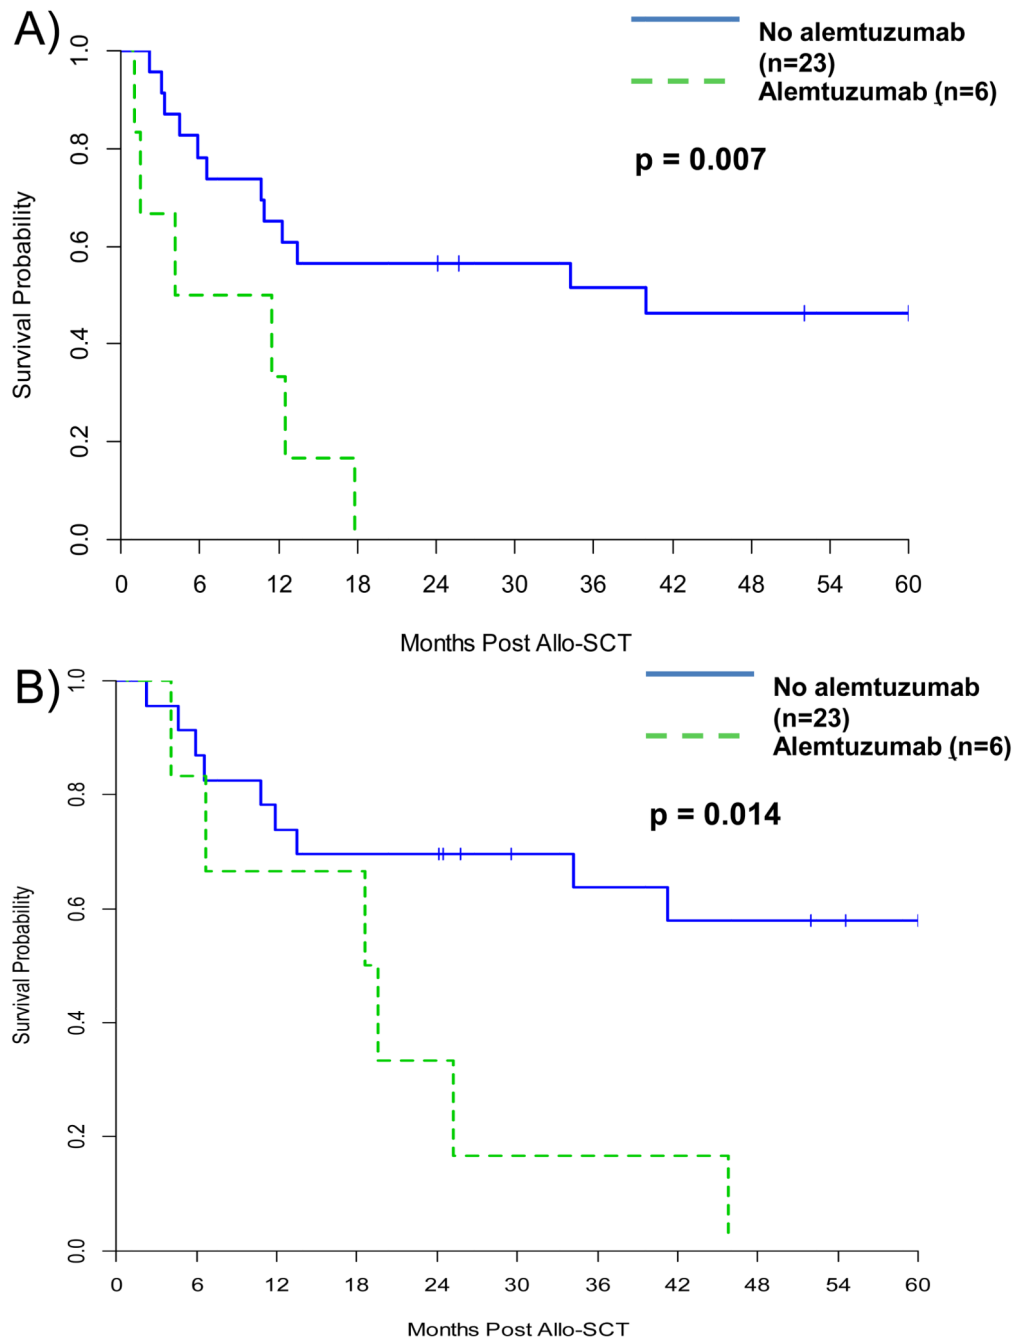 A)
No alemtuzumab
(n=23)
Alemtuzumab (n=6)
p = 0.007
Survival Probability
1.0
0.8
0.6
0.4
0.2
0.0
0 6 12 18 24 30 36 42 48 54 60
Months Post Allo-SCT
B)
No alemtuzumab
(n=23)
Alemtuzumab (n=6)
p = 0.014
Survival Probability
1.0
0.8
0.6
0.4
0.2
0.0
0 6 12 18 24 30 36 42 48 54 60
Months Post Allo-SCT